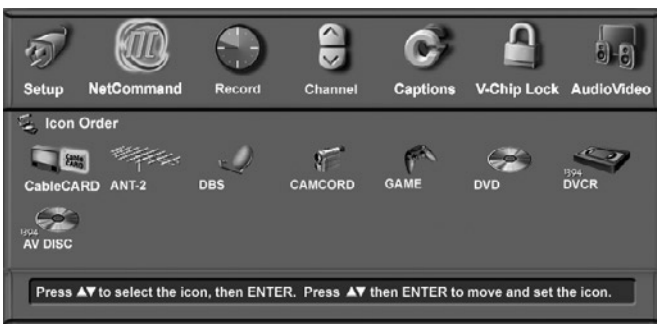 Setup NetCommand Record Channel Captions V-Chip Lock AudioVideo
Icon Order
Cable
CARD
CableCARD ANT-2 DBS CAMCORD GAME DVD 1394 DVCR
1394
AV DISC
Press ▲▼ to select the icon, then ENTER. Press ▲▼ then ENTER to move and set the icon.